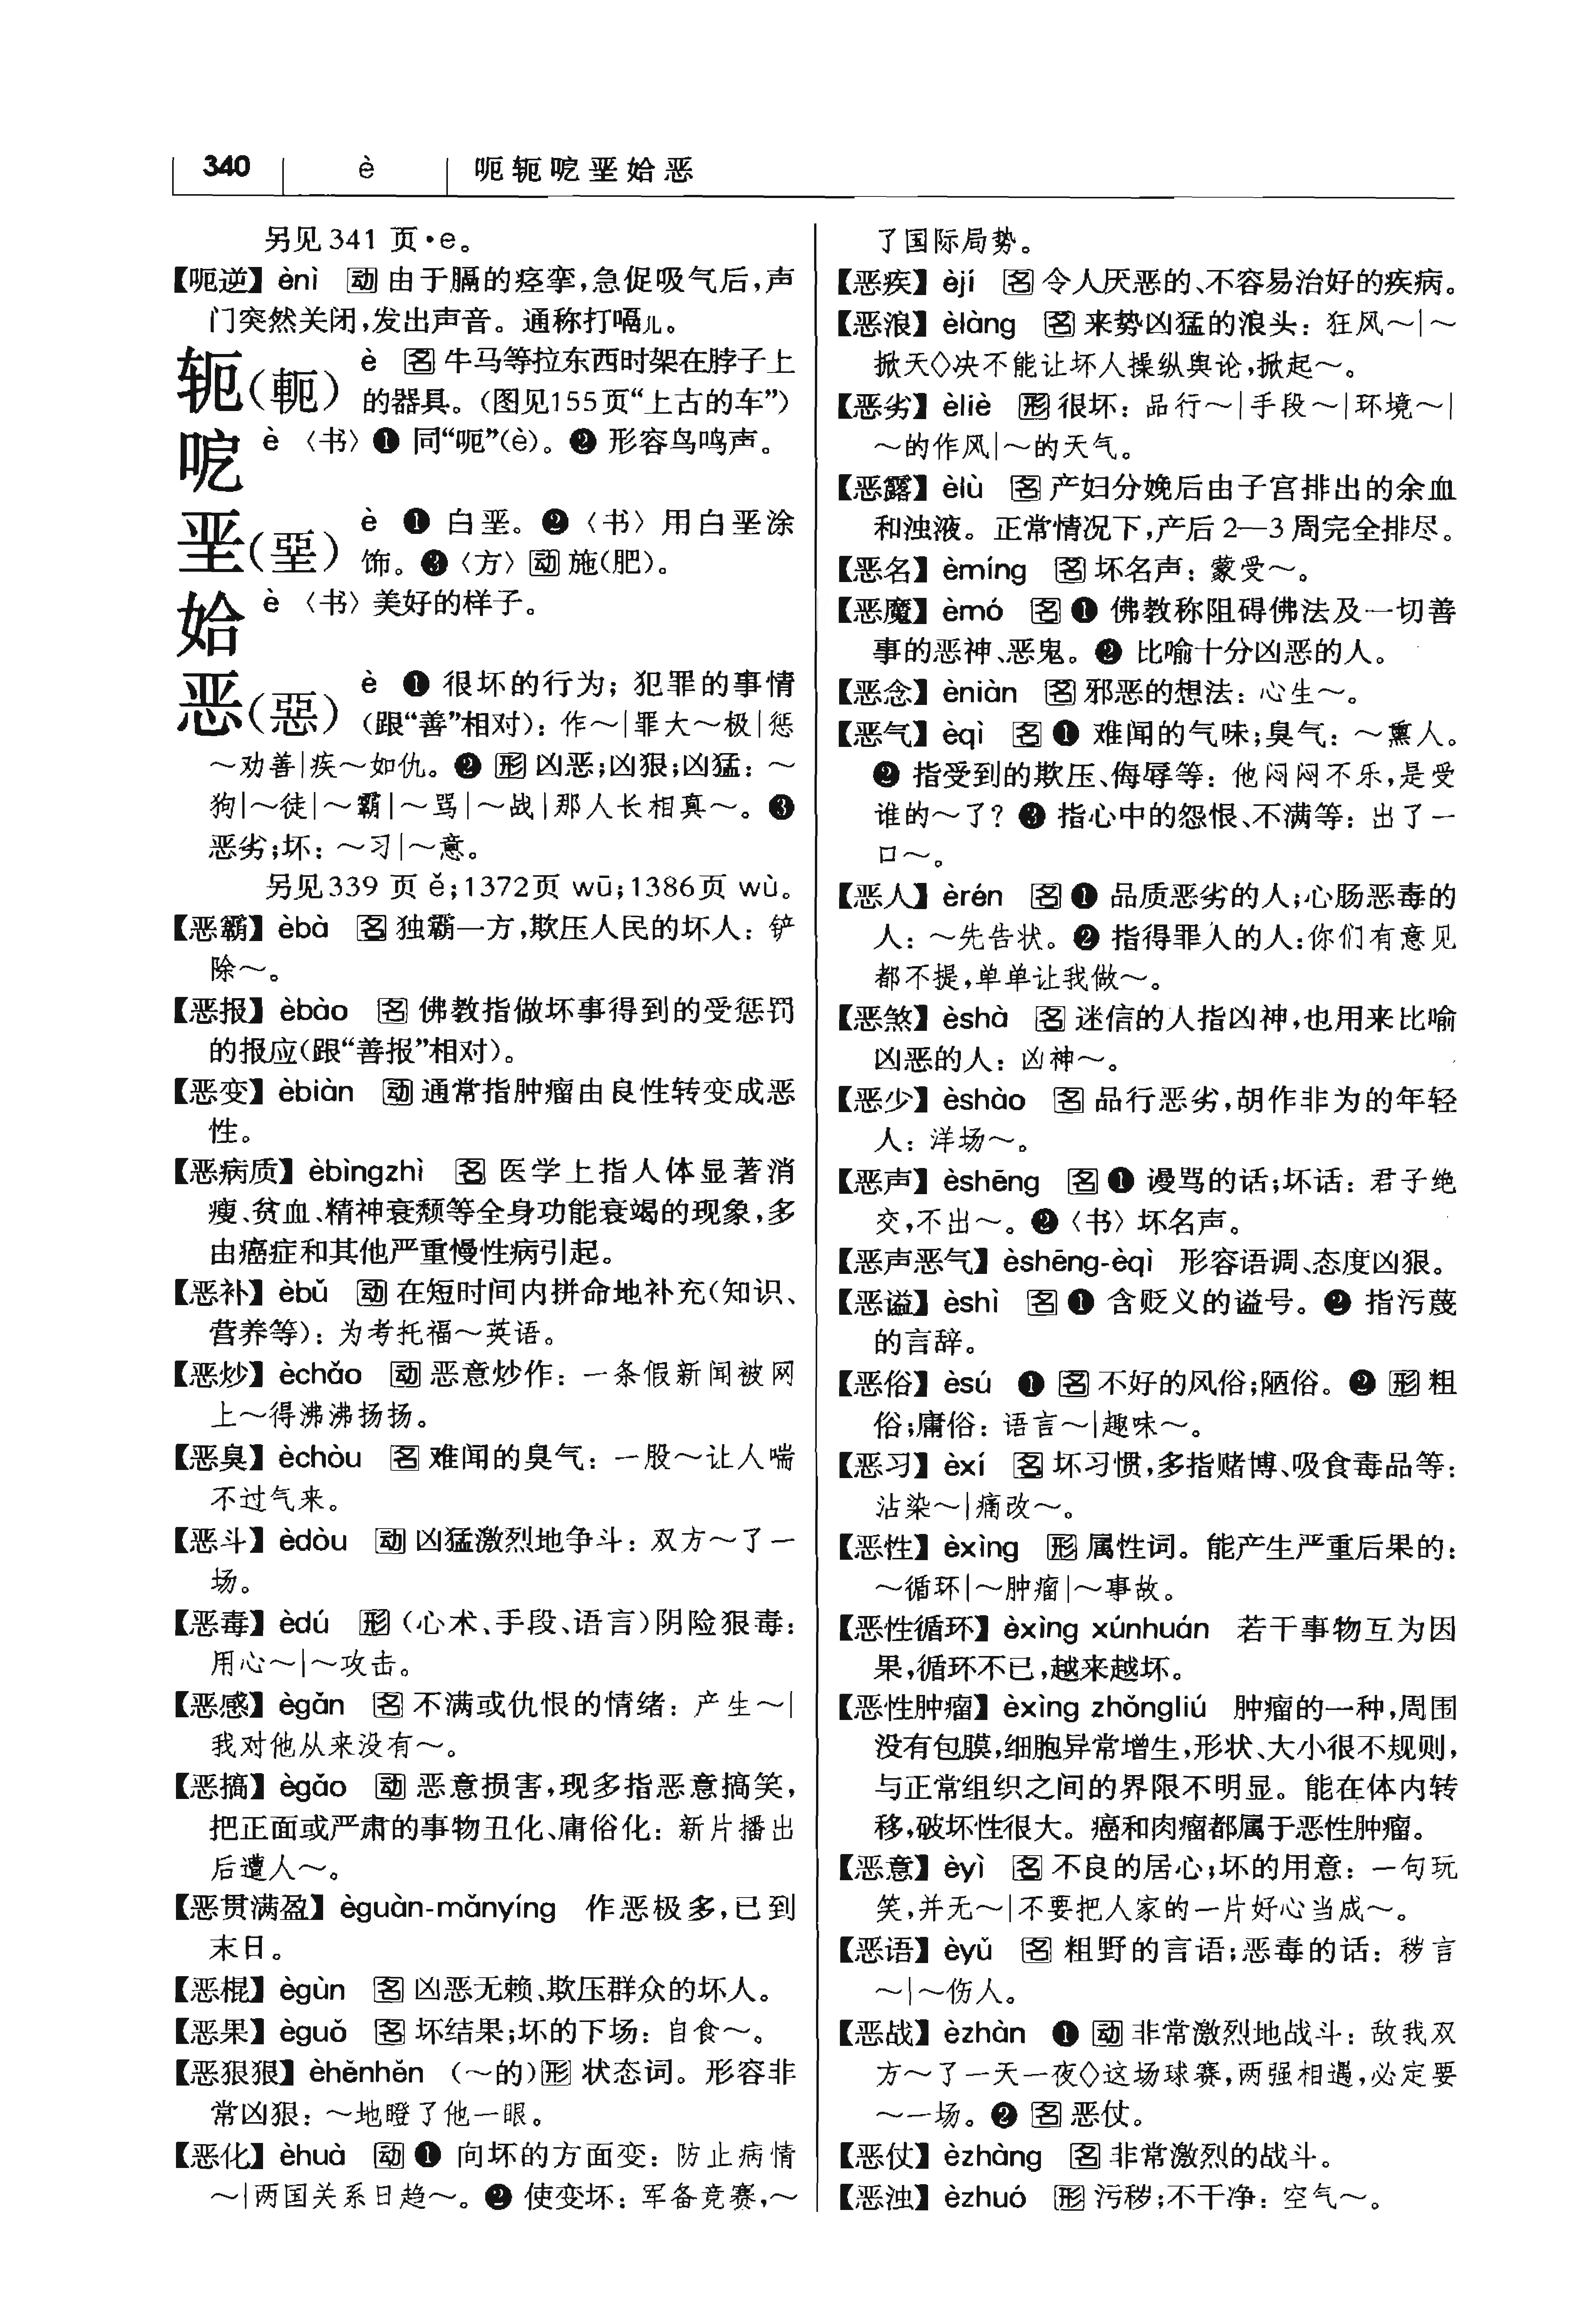 340 è 呃轭呝垩姶恶
另见341 页·e。
【呃逆】ènì 动 由于膈的痉挛,急促吸气后,声
门突然关闭,发出声音。通称打嗝儿。
轭(軛) è 名 牛马等拉东西时架在脖子上
的器具。(图见155页“上古的车”)
呝 è 〈书〉❶ 同“呃”(è)。❷ 形容鸟鸣声。
垩(堊) è ❶ 白垩。❷〈书〉用白垩涂
饰。❸〈方〉动 施(肥)。
姶 è 〈书〉美好的样子。
恶(惡) è ❶ 很坏的行为;犯罪的事情
(跟“善”相对):作～|罪大～极|惩
～劝善|疾～如仇。❷ 形 凶恶;凶狠;凶猛:～
狗|～徒|～霸|～骂|～战|那人长相真～。❸
恶劣;坏:～习|～意。
另见339 页 ě;1372页 wū;1386页 wù。
【恶霸】èbà 名 独霸一方,欺压人民的坏人:铲
除～。
【恶报】èbào 名 佛教指做坏事得到的受惩罚
的报应(跟“善报”相对)。
【恶变】èbiàn 动 通常指肿瘤由良性转变成恶
性。
【恶病质】èbìngzhì 名 医学上指人体显著消
瘦、贫血、精神衰颓等全身功能衰竭的现象,多
由癌症和其他严重慢性病引起。
【恶补】èbǔ 动 在短时间内拼命地补充(知识、
营养等):为考托福～英语。
【恶炒】èchǎo 动 恶意炒作:一条假新闻被网
上～得沸沸扬扬。
【恶臭】èchòu 名 难闻的臭气:一股～让人喘
不过气来。
【恶斗】èdòu 动 凶猛激烈地争斗:双方～了一
场。
【恶毒】èdú 形 (心术、手段、语言)阴险狠毒:
用心～|～攻击。
【恶感】ègǎn 名 不满或仇恨的情绪:产生～|
我对他从来没有～。
【恶搞】ègǎo 动 恶意损害,现多指恶意搞笑,
把正面或严肃的事物丑化、庸俗化:新片播出
后遭人～。
【恶贯满盈】èguàn-mǎnyíng 作恶极多,已到
末日。
【恶棍】ègùn 名 凶恶无赖、欺压群众的坏人。
【恶果】èguǒ 名 坏结果;坏的下场:自食～。
【恶狠狠】èhěnhěn (～的)形 状态词。形容非
常凶狠:～地瞪了他一眼。
【恶化】èhuà 动 ❶ 向坏的方面变:防止病情
～|两国关系日趋～。❷ 使变坏:军备竞赛,～
了国际局势。
【恶疾】èjí 名 令人厌恶的、不容易治好的疾病。
【恶浪】èlàng 名 来势凶猛的浪头:狂风～|～
掀天◇决不能让坏人操纵舆论,掀起～。
【恶劣】èliè 形 很坏:品行～|手段～|环境～|
～的作风|～的天气。
【恶露】èlù 名 产妇分娩后由子宫排出的余血
和浊液。正常情况下,产后 2—3 周完全排尽。
【恶名】èmíng 名 坏名声:蒙受～。
【恶魔】èmó 名 ❶ 佛教称阻碍佛法及一切善
事的恶神、恶鬼。❷ 比喻十分凶恶的人。
【恶念】èniàn 名 邪恶的想法:心生～。
【恶气】èqì 名 ❶ 难闻的气味;臭气:～熏人。
❷ 指受到的欺压、侮辱等:他闷闷不乐,是受
谁的～了?❸ 指心中的怨恨、不满等:出了一
口～。
【恶人】èrén 名 ❶ 品质恶劣的人;心肠恶毒的
人:～先告状。❷ 指得罪人的人:你们有意见
都不提,单单让我做～。
【恶煞】èshà 名 迷信的人指凶神,也用来比喻
凶恶的人:凶神～。
【恶少】èshào 名 品行恶劣,胡作非为的年轻
人:洋场～。
【恶声】èshēng 名 ❶ 谩骂的话;坏话:君子绝
交,不出～。❷〈书〉坏名声。
【恶声恶气】èshēng-èqì 形容语调、态度凶狠。
【恶谥】èshì 名 ❶ 含贬义的谥号。❷ 指污蔑
的言辞。
【恶俗】èsú ❶ 名 不好的风俗;陋俗。❷ 形 粗
俗;庸俗:语言～|趣味～。
【恶习】èxí 名 坏习惯,多指赌博、吸食毒品等:
沾染～|痛改～。
【恶性】èxìng 形 属性词。能产生严重后果的:
～循环|～肿瘤|～事故。
【恶性循环】èxìng xúnhuán 若干事物互为因
果,循环不已,越来越坏。
【恶性肿瘤】èxìng zhǒngliú 肿瘤的一种,周围
没有包膜,细胞异常增生,形状、大小很不规则,
与正常组织之间的界限不明显。能在体内转
移,破坏性很大。癌和肉瘤都属于恶性肿瘤。
【恶意】èyì 名 不良的居心;坏的用意:一句玩
笑,并无～|不要把人家的一片好心当成～。
【恶语】èyǔ 名 粗野的言语;恶毒的话:秽言
～|～伤人。
【恶战】èzhàn ❶ 动 非常激烈地战斗:敌我双
方～了一天一夜◇这场球赛,两强相遇,必定要
～一场。❷ 名 恶仗。
【恶仗】èzhàng 名 非常激烈的战斗。
【恶浊】èzhuó 形 污秽;不干净:空气～。